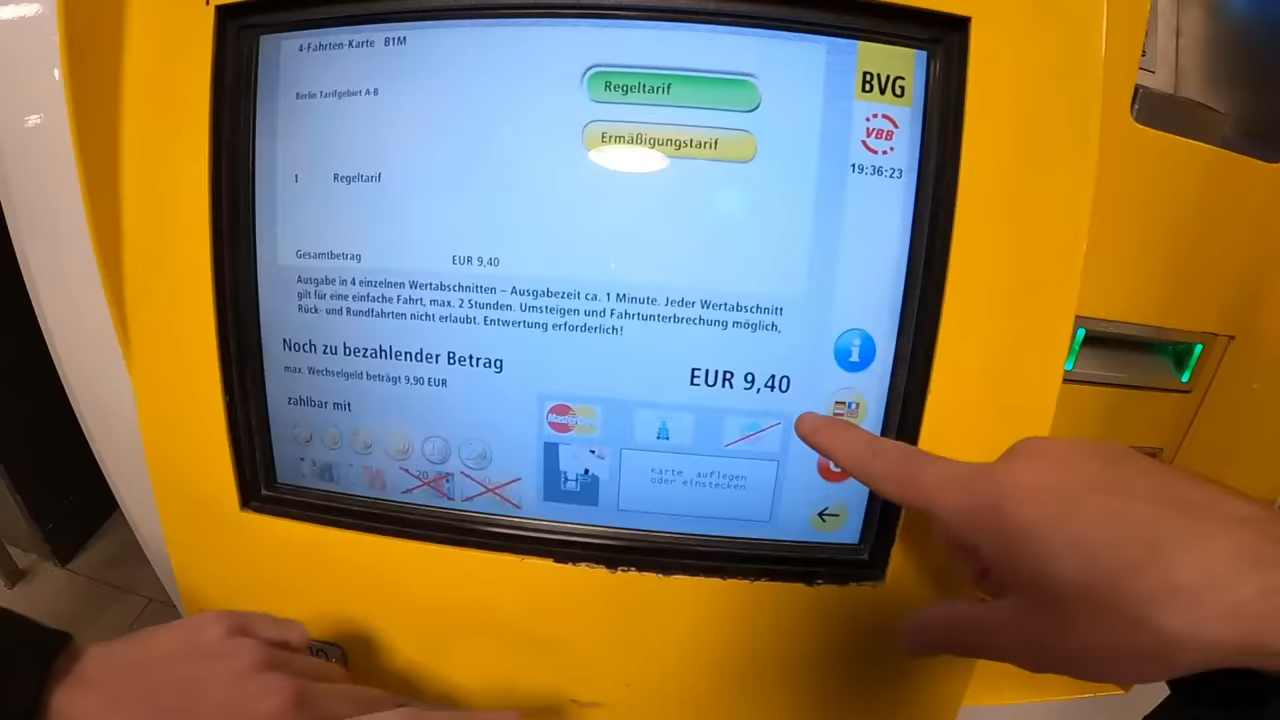 4-Fahrten-Karte B1M
Berlin Tarifgebiet A-B
Regeltarif
Ermäßigungstarif
BVG
VBB
19:36:23
1 Regeltarif
Gesamtbetrag EUR 9,40
Ausgabe in 4 einzelnen Wertabschnitten – Ausgabezeit ca. 1 Minute. Jeder Wertabschnitt
gilt für eine einfache Fahrt, max. 2 Stunden. Umsteigen und Fahrtunterbrechung möglich,
Rück- und Rundfahrten nicht erlaubt. Entwertung erforderlich!
Noch zu bezahlender Betrag EUR 9,40
max. Wechselgeld beträgt 9,90 EUR
zahlbar mit
MasterCard
Karte auflegen
oder einstecken
20